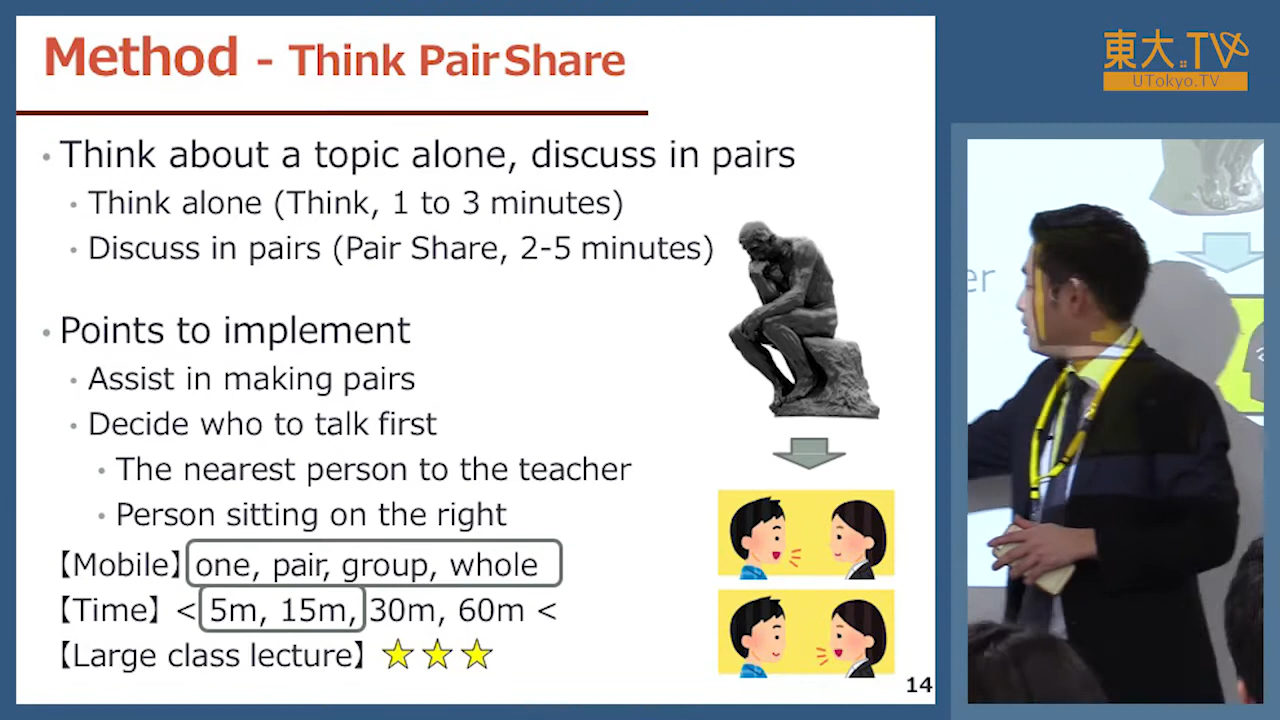 Method - Think Pair Share
東大.TV
UTokyo.TV
• Think about a topic alone, discuss in pairs
• Think alone (Think, 1 to 3 minutes)
• Discuss in pairs (Pair Share, 2-5 minutes)
• Points to implement
• Assist in making pairs
• Decide who to talk first
• The nearest person to the teacher
• Person sitting on the right
【Mobile】one, pair, group, whole
【Time】< 5m, 15m, 30m, 60m <
【Large class lecture】★★★
14
er